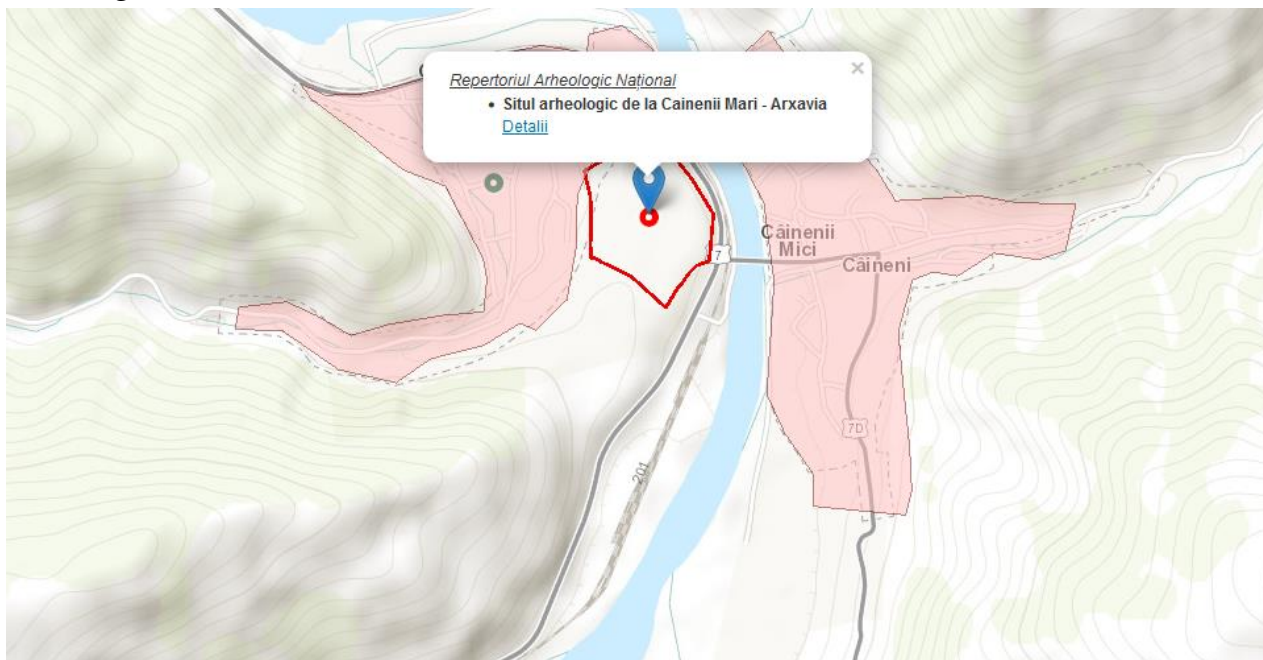 Repertoriul Arheologic Național
×
• Situl arheologic de la Cainenii Mari - Arxavia
Detalii
Câinenii
Mici
7
Câineni
7D
201